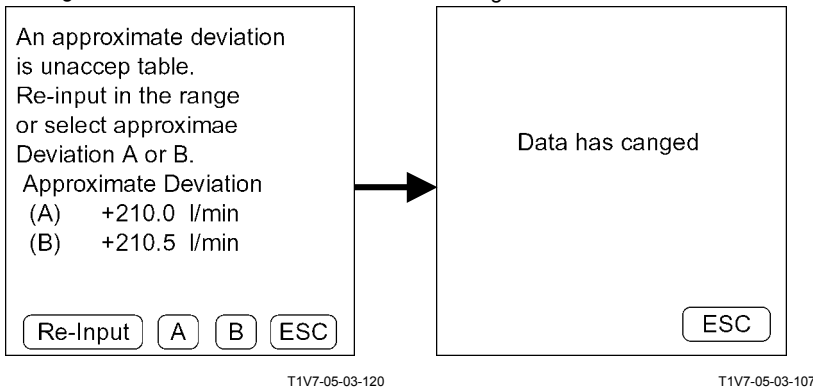 An approximate deviation
is unaccep table.
Re-input in the range
or select approximae
Deviation A or B.
Approximate Deviation
(A) +210.0 l/min
(B) +210.5 l/min
Re-Input A B ESC
T1V7-05-03-120
Data has canged
ESC
T1V7-05-03-107